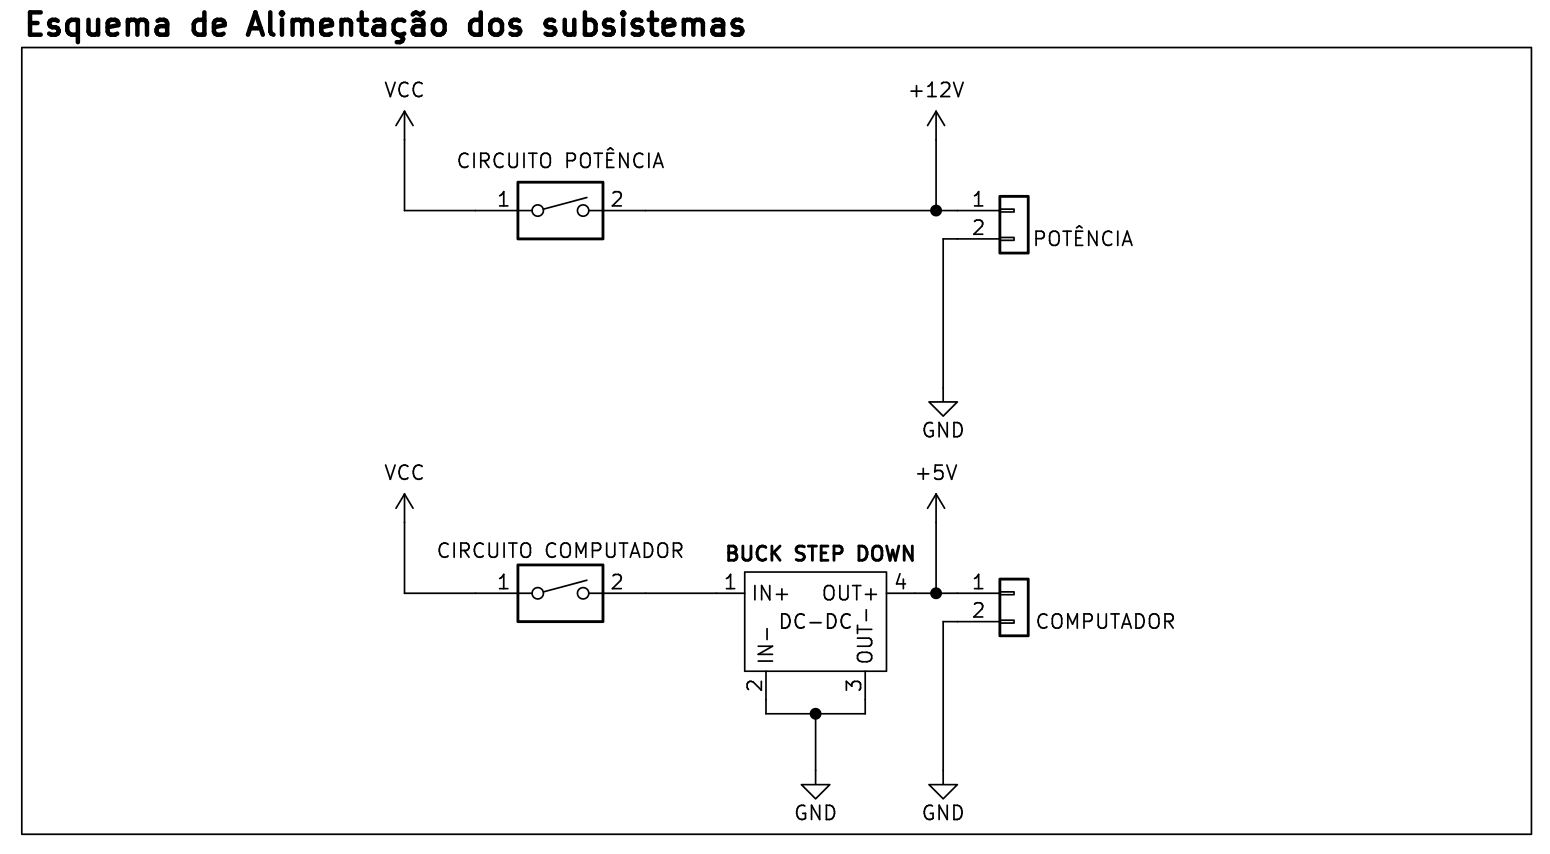 Esquema de Alimentação dos subsistemas
VCC
+12V
CIRCUITO POTÊNCIA
1
2
1
2
POTÊNCIA
GND
VCC
+5V
CIRCUITO COMPUTADOR
BUCK STEP DOWN
1
2
1
IN+
OUT+
4
1
2
DC-DC
COMPUTADOR
IN-
OUT-
2
3
GND
GND